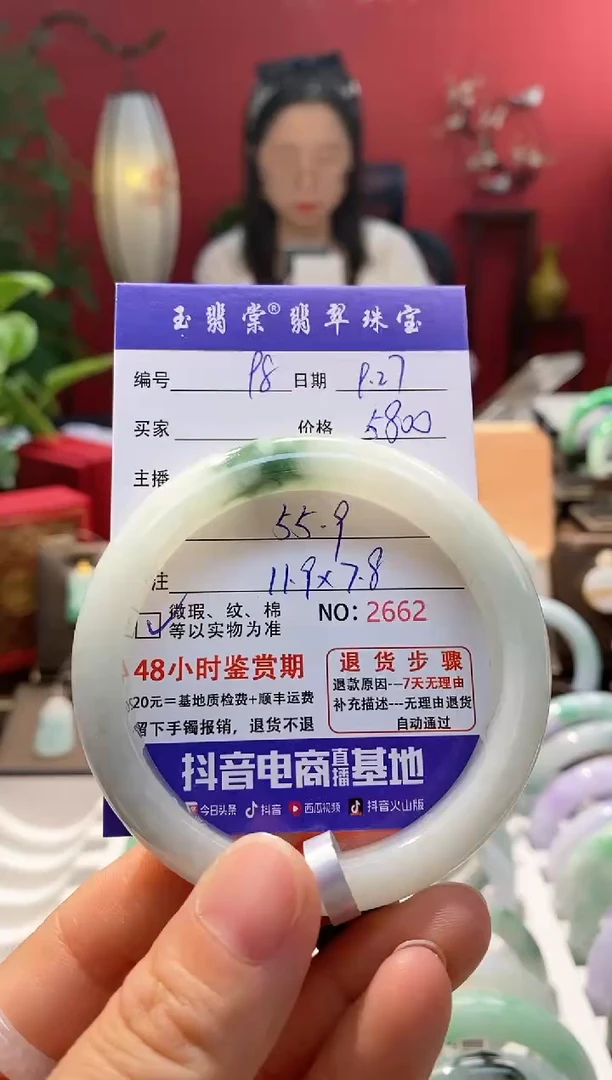 玉翡棠®翡翠珠宝
编号 98 日期 9.27
买家 价格 5800
主播
55.9
注 11.9×7.8
微瑕、纹、棉
等以实物为准
NO: 2662
48小时鉴赏期
20元=基地质检费+顺丰运费
留下手镯报销，退货不退
退货步骤
退款原因---7天无理由
补充描述---无理由退货
自动通过
抖音电商直播基地
今日头条 抖音 西瓜视频 抖音火山版